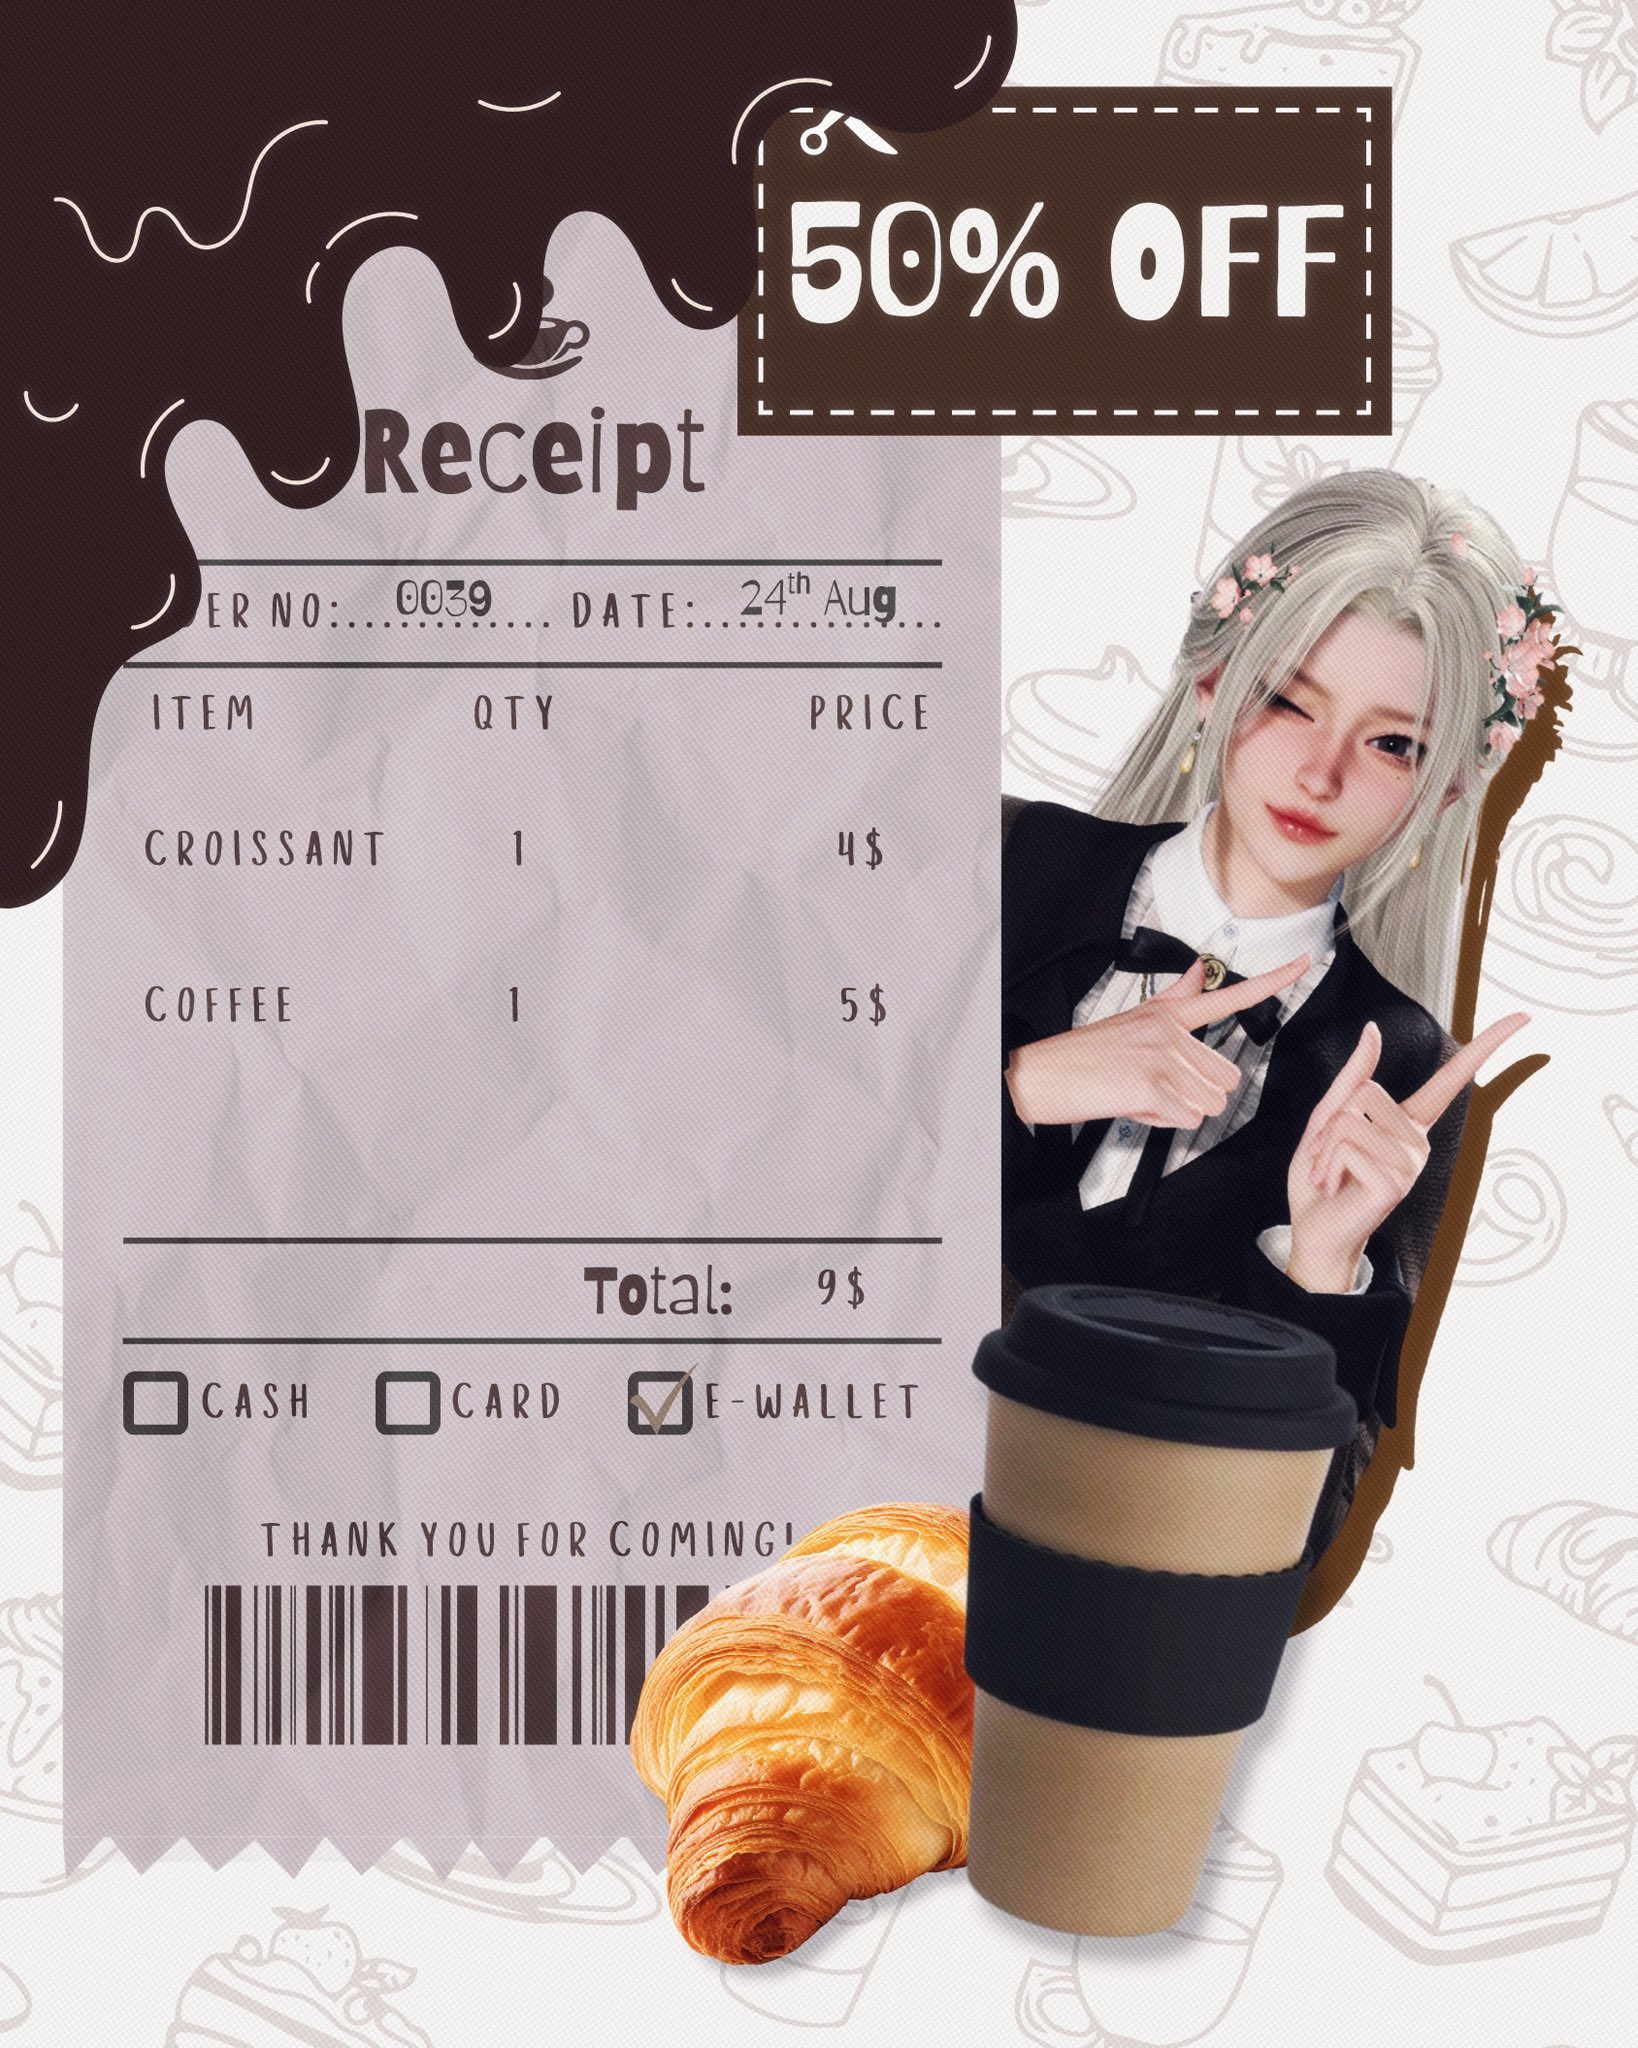 50% OFF
Receipt
ER NO: 0039 DATE: 24th Aug
ITEM QTY PRICE
CROISSANT 1 4$
COFFEE 1 5$
Total: 9$
CASH CARD E-WALLET
THANK YOU FOR COMING!